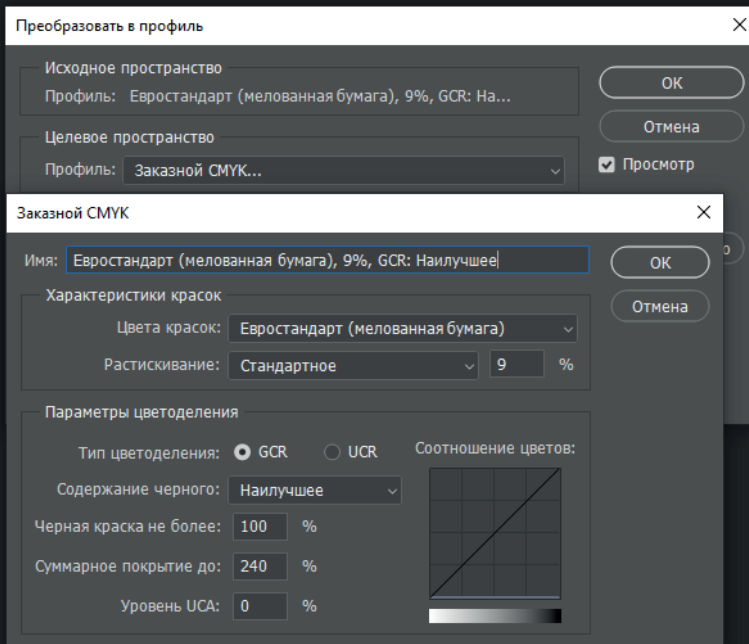 Преобразовать в профиль
Исходное пространство
Профиль: Евростандарт (мелованная бумага), 9%, GCR: На...
ОК
Целевое пространство
Отмена
Профиль: Заказной CMYK...
Просмотр
Заказной CMYK
Имя: Евростандарт (мелованная бумага), 9%, GCR: Наилучшее
ОК
Характеристики красок
Отмена
Цвета красок: Евростандарт (мелованная бумага)
Растискивание: Стандартное 9 %
Параметры цветоделения
Тип цветоделения: GCR UCR Соотношение цветов:
Содержание черного: Наилучшее
Черная краска не более: 100 %
Суммарное покрытие до: 240 %
Уровень UCA: 0 %